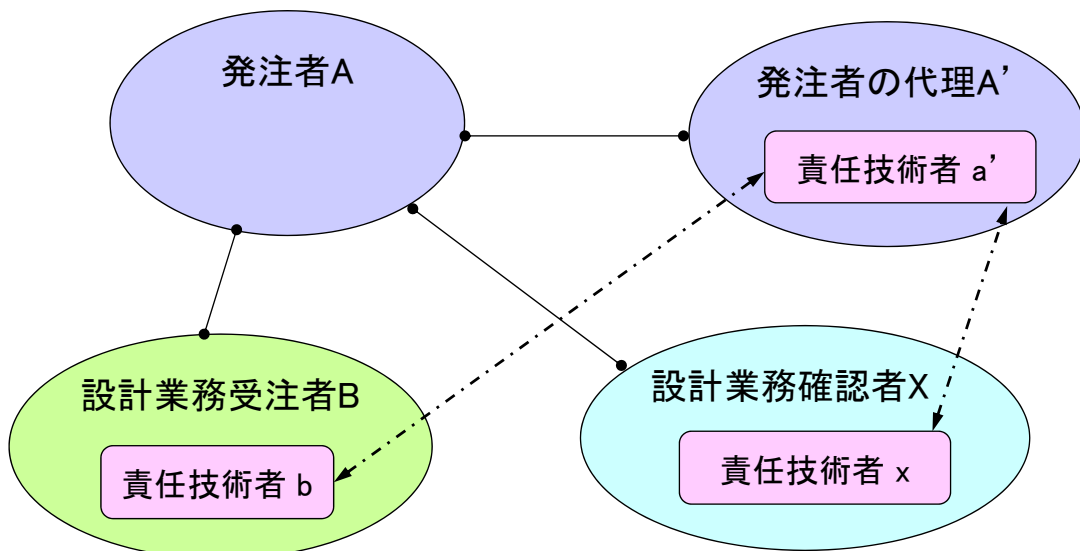 発注者A
発注者の代理A’
責任技術者 a’
設計業務受注者B
責任技術者 b
設計業務確認者X
責任技術者 x